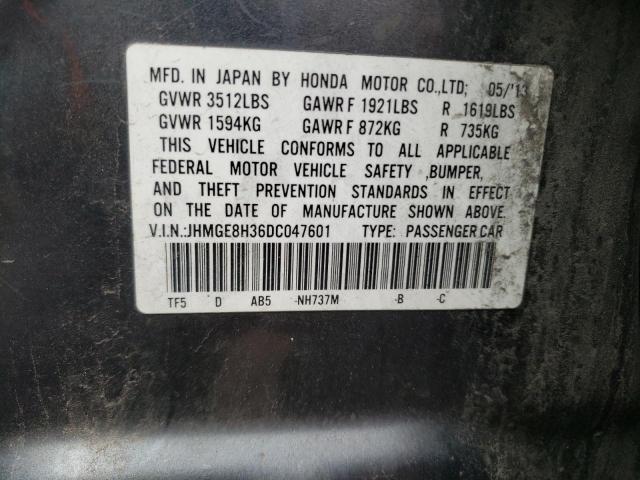 MFD. IN JAPAN BY HONDA MOTOR CO.,LTD; 05/'13
GVWR 3512LBS GAWR F 1921LBS R 1619LBS
GVWR 1594KG GAWR F 872KG R 735KG
THIS VEHICLE CONFORMS TO ALL APPLICABLE
FEDERAL MOTOR VEHICLE SAFETY ,BUMPER,
AND THEFT PREVENTION STANDARDS IN EFFECT
ON THE DATE OF MANUFACTURE SHOWN ABOVE.
V.I.N.:JHMGE8H36DC047601 TYPE: PASSENGER CAR
TF5 D AB5 -NH737M -B -C